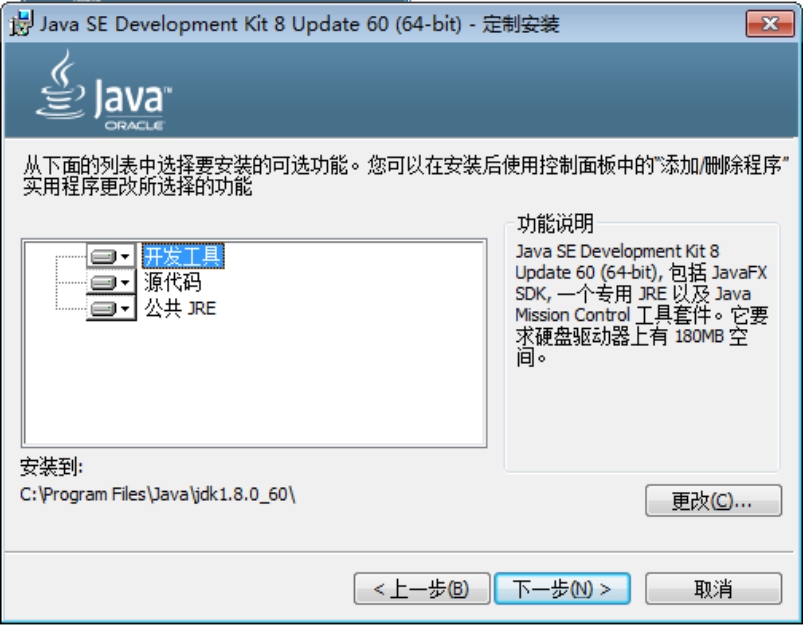 Java SE Development Kit 8 Update 60 (64-bit) - 定制安装
Java™
ORACLE
从下面的列表中选择要安装的可选功能。您可以在安装后使用控制面板中的“添加/删除程序”
实用程序更改所选择的功能
开发工具
源代码
公共 JRE
功能说明
Java SE Development Kit 8
Update 60 (64-bit), 包括 JavaFX
SDK, 一个专用 JRE 以及 Java
Mission Control 工具套件。它要
求硬盘驱动器上有 180MB 空
间。
安装到:
C:\Program Files\Java\jdk1.8.0_60\
更改(C)...
<上一步(B)
下一步(N) >
取消